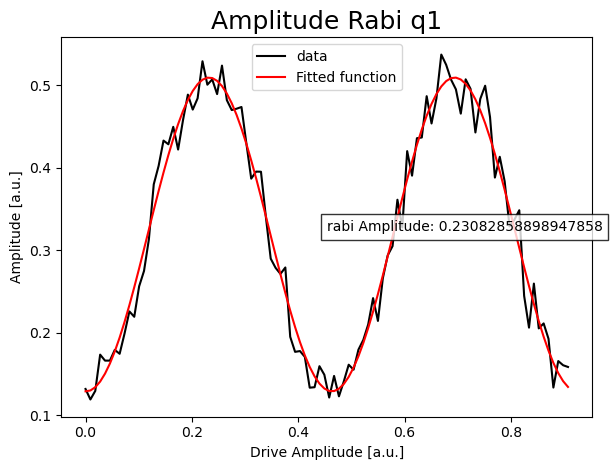 Amplitude Rabi q1
data
Fitted function
rabi Amplitude: 0.23082858898947858
Amplitude [a.u.]
0.5
0.4
0.3
0.2
0.1
0.0
0.2
0.4
0.6
0.8
Drive Amplitude [a.u.]